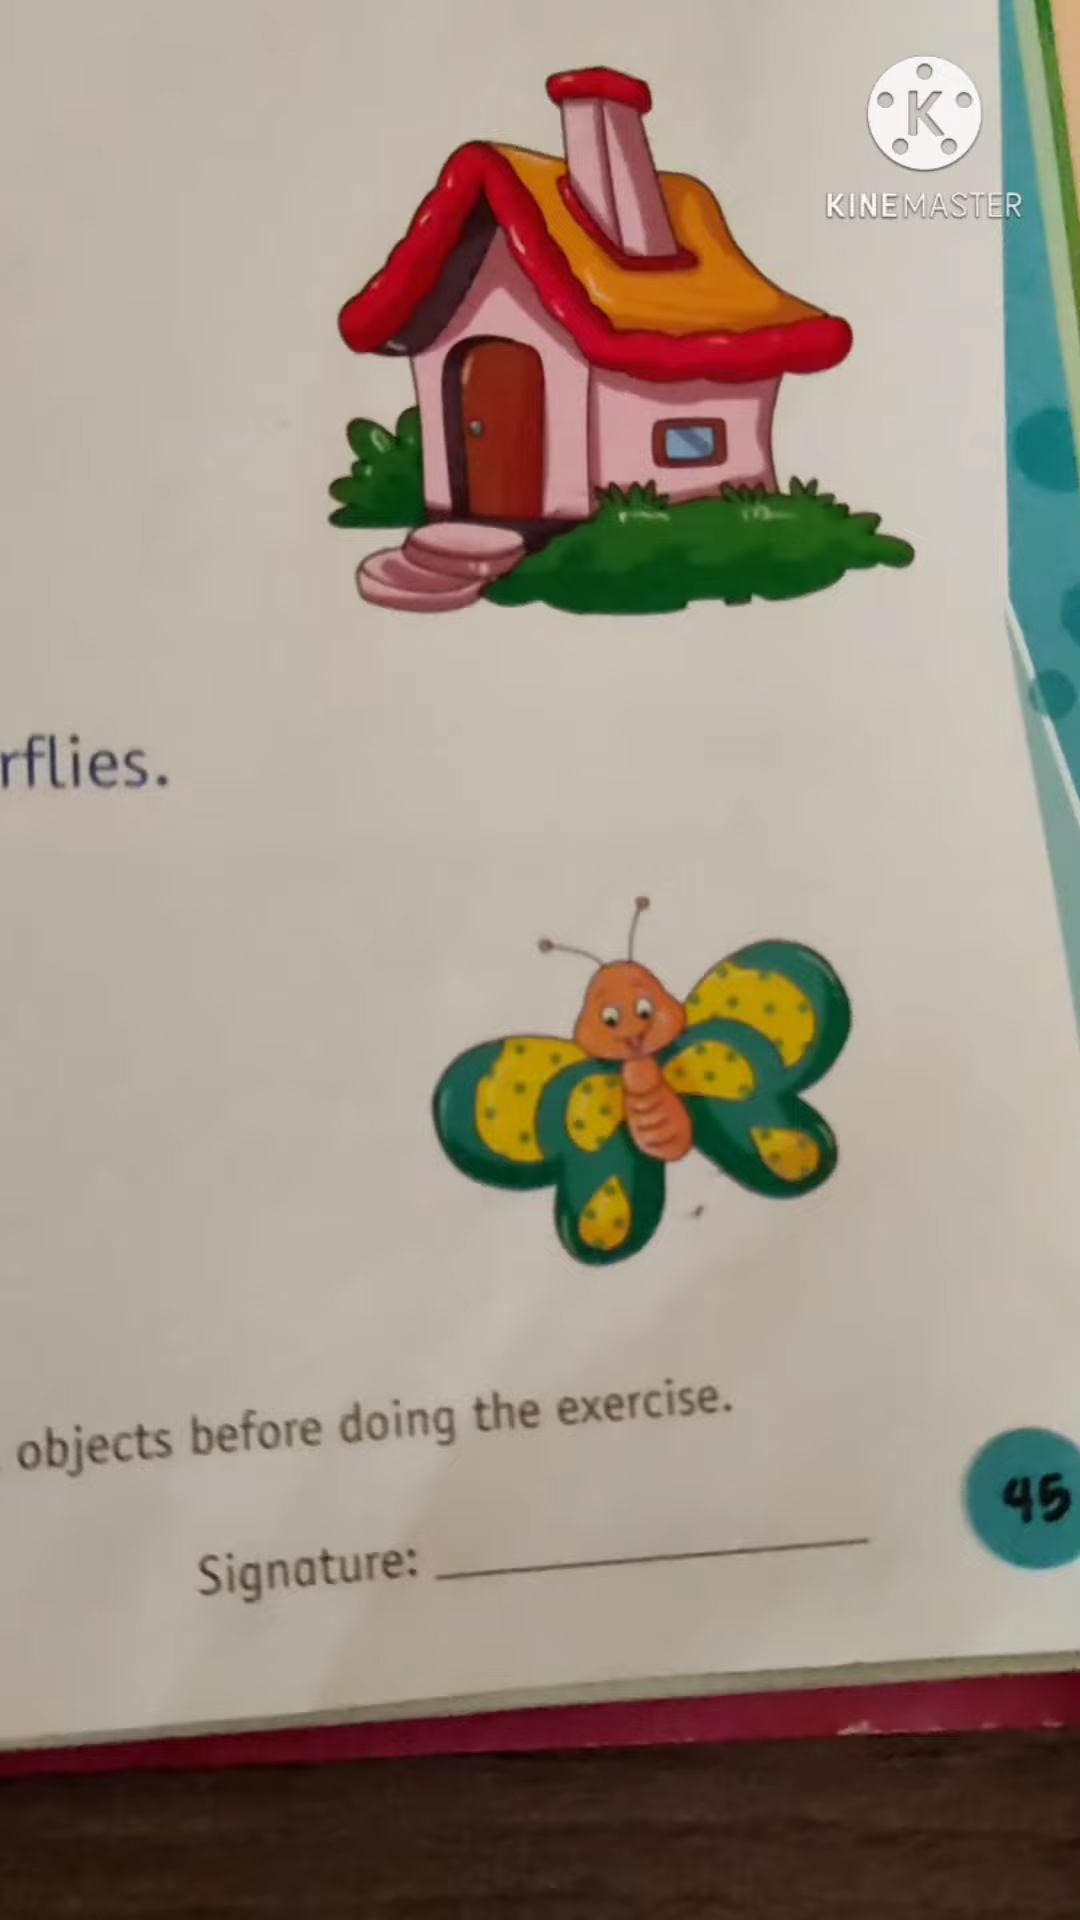 K
KINEMASTER
rflies.
objects before doing the exercise.
45
Signature: